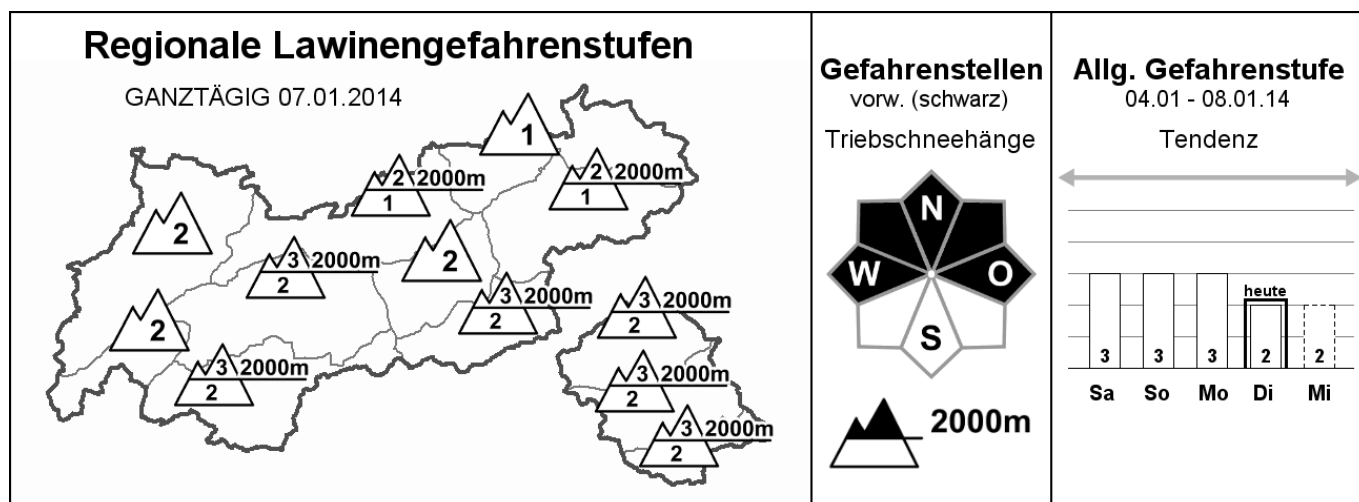 Regionale Lawinengefahrenstufen
GANZTÄGIG 07.01.2014
1
2 2000m
1
2 2000m
1
2
2
3 2000m
2
2
3 2000m
2
3 2000m
2
3 2000m
2
3 2000m
2
3 2000m
2
Gefahrenstellen
vorw. (schwarz)
Triebschneehänge
N
W O
S
2000m
Allg. Gefahrenstufe
04.01 - 08.01.14
Tendenz
heute
3 3 3 2 2
Sa So Mo Di Mi